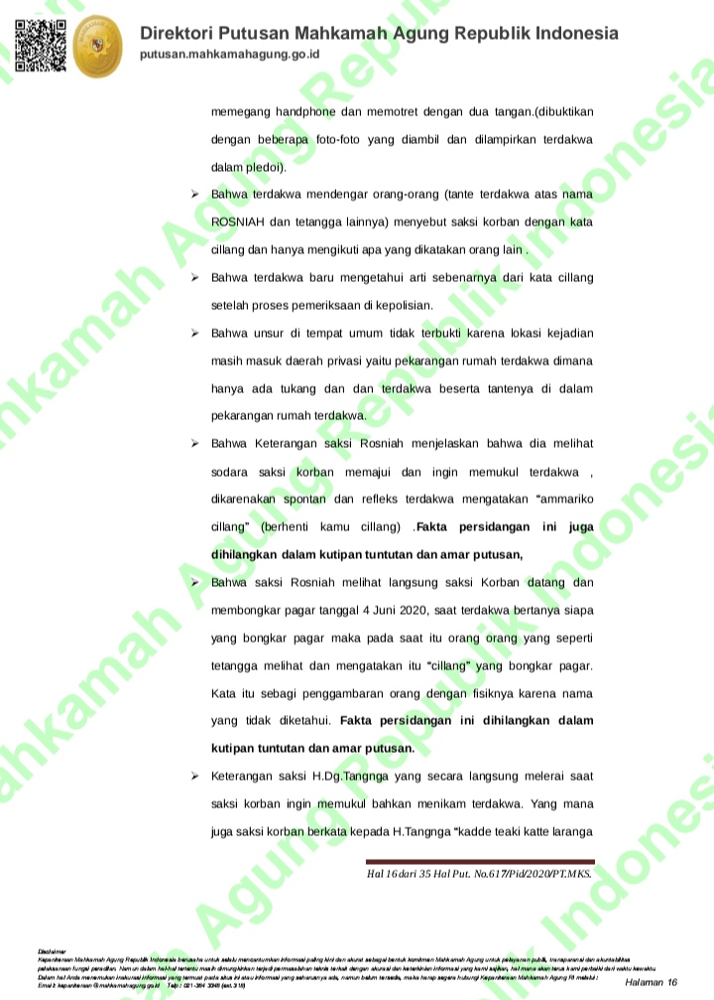 Direktori Putusan Mahkamah Agung Republik Indonesia
putusan.mahkamahagung.go.id
memegang handphone dan memotret dengan dua tangan.(dibuktikan
dengan beberapa foto-foto yang diambil dan dilampirkan terdakwa
dalam pledoi).
➢ Bahwa terdakwa mendengar orang-orang (tante terdakwa atas nama
ROSNIAH dan tetangga lainnya) menyebut saksi korban dengan kata
cillang dan hanya mengikuti apa yang dikatakan orang lain .
➢ Bahwa terdakwa baru mengetahui arti sebenarnya dari kata cillang
setelah proses pemeriksaan di kepolisian.
➢ Bahwa unsur di tempat umum tidak terbukti karena lokasi kejadian
masih masuk daerah privasi yaitu pekarangan rumah terdakwa dimana
hanya ada tukang dan dan terdakwa beserta tantenya di dalam
pekarangan rumah terdakwa.
➢ Bahwa Keterangan saksi Rosniah menjelaskan bahwa dia melihat
sodara saksi korban memajui dan ingin memukul terdakwa ,
dikarenakan spontan dan refleks terdakwa mengatakan "ammariko
cillang" (berhenti kamu cillang) .Fakta persidangan ini juga
dihilangkan dalam kutipan tuntutan dan amar putusan,
➢ Bahwa saksi Rosniah melihat langsung saksi Korban datang dan
membongkar pagar tanggal 4 Juni 2020, saat terdakwa bertanya siapa
yang bongkar pagar maka pada saat itu orang orang yang seperti
tetangga melihat dan mengatakan itu "cillang" yang bongkar pagar.
Kata itu sebagi penggambaran orang dengan fisiknya karena nama
yang tidak diketahui. Fakta persidangan ini dihilangkan dalam
kutipan tuntutan dan amar putusan.
➢ Keterangan saksi H.Dg.Tangnga yang secara langsung melerai saat
saksi korban ingin memukul bahkan menikam terdakwa. Yang mana
juga saksi korban berkata kepada H.Tangnga "kadde teaki katte laranga
Hal 16 dari 35 Hal Put. No.617/Pid/2020/PT.MKS.
Disclaimer
Kepaniteraan Mahkamah Agung Republik Indonesia berusaha untuk selalu mencantumkan informasi paling kini dan akurat sebagai bentuk komitmen Mahkamah Agung untuk pelayanan publik, transparansi dan akuntabilitas
pelaksanaan fungsi peradilan. Namun dalam hal-hal tertentu masih dimungkinkan terjadi permasalahan teknis terkait dengan akurasi dan keterkinian informasi yang kami sajikan, hal mana akan terus kami perbaiki dari waktu kewaktu.
Dalam hal Anda menemukan inakurasi informasi yang termuat pada situs ini atau informasi yang seharusnya ada, namun belum tersedia, maka harap segera hubungi Kepaniteraan Mahkamah Agung RI melalui :
Email : kepaniteraan@mahkamahagung.go.id Telp : 021-384 3348 (ext.318)
Halaman 16